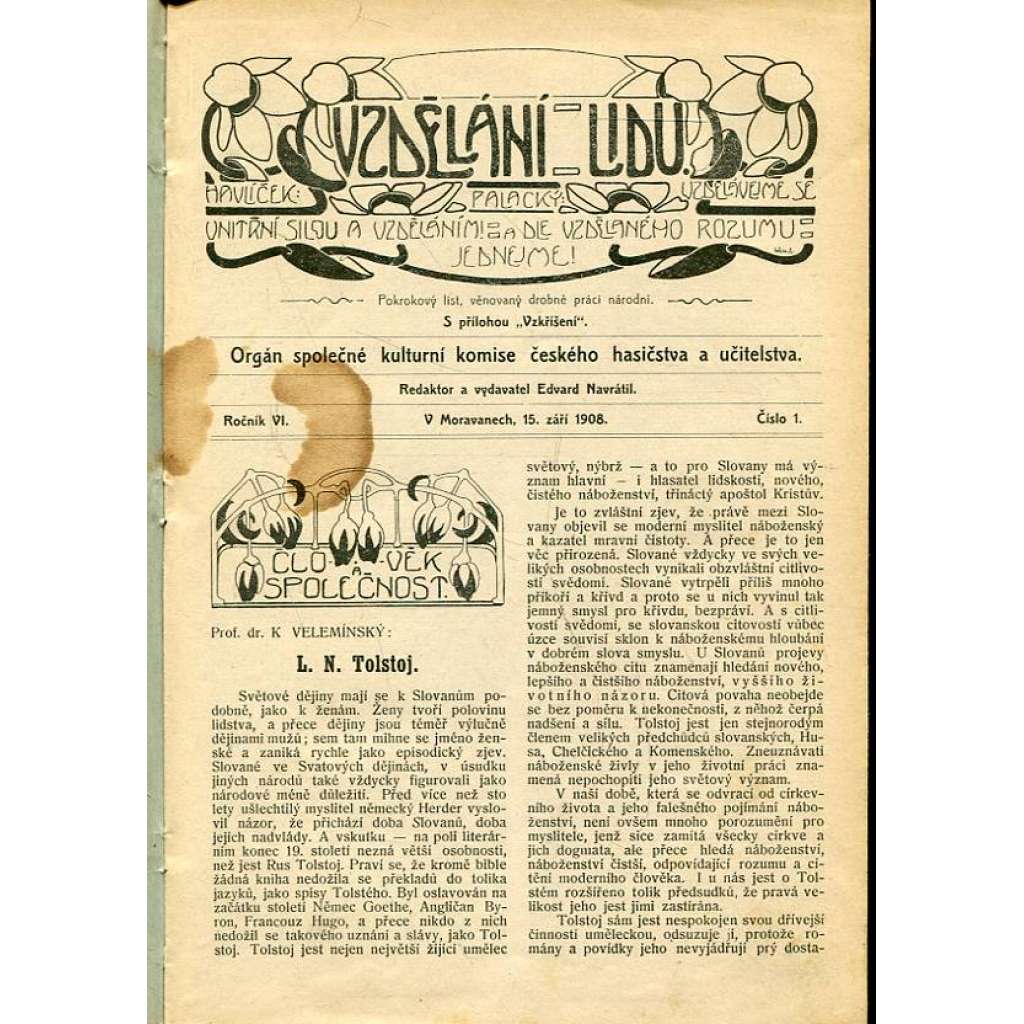 VZDĚLÁNÍ LIDU.
HAVLÍČEK: PALACKÝ: VZDĚLÁVEJME SE
VNITŘNÍ SILOU A VZDĚLÁNÍM! A DLE VZDĚLANÉHO ROZUMU
JEDNEJME!
Pokrokový list, věnovaný drobné práci národní.
S přílohou „Vzkříšení“.
Orgán společné kulturní komise českého hasičstva a učitelstva.
Redaktor a vydavatel Edvard Navrátil.
Ročník VI. V Moravanech, 15. září 1908. Číslo 1.
ČLO- VĚK
A
SPOLEČNOST.
Prof. dr. K VELEMÍNSKÝ:
L. N. Tolstoj.
Světové dějiny mají se k Slovanům po-
dobně, jako k ženám. Ženy tvoří polovinu
lidstva, a přece dějiny jsou téměř výlučně
dějinami mužů; sem tam mihne se jméno žen-
ské a zaniká rychle jako episodický zjev.
Slované ve Svatových dějinách, v úsudku
jiných národů také vždycky figurovali jako
národové méně důležití. Před více než sto
lety ušlechtilý myslitel německý Herder vyslo-
vil názor, že přichází doba Slovanů, doba
jejich nadvlády. A vskutku — na poli literár-
ním konec 19. století nezná větší osobnosti,
než jest Rus Tolstoj. Praví se, že kromě bible
žádná kniha nedožila se překladů do tolika
jazyků, jako spisy Tolstého. Byl oslavován na
začátku století Němec Goethe, Angličan By-
ron, Francouz Hugo, a přece nikdo z nich
nedožil se takového uznání a slávy, jako Tol-
stoj. Tolstoj jest nejen největší žijící umělec
světový, nýbrž — a to pro Slovany má vý-
znam hlavní — i hlasatel lidskosti, nového,
čistého náboženství, třináctý apoštol Kristův.
Je to zvláštní zjev, že právě mezi Slo-
vany objevil se moderní myslitel náboženský
a kazatel mravní čistoty. A přece je to jen
věc přirozená. Slované vždycky ve svých ve-
likých osobnostech vynikali obzvláštní citlivo-
stí svědomí. Slované vytrpěli příliš mnoho
příkoří a křivd a proto se u nich vyvinul tak
jemný smysl pro křivdu, bezpráví. A s citli-
vostí svědomí, se slovanskou citovostí vůbec
úzce souvisí sklon k náboženskému hloubání
v dobrém slova smyslu. U Slovanů projevy
náboženského citu znamenají hledání nového,
lepšího a čistšího náboženství, vyššího ži-
votního názoru. Citová povaha neobejde
se bez poměru k nekonečnosti, z něhož čerpá
nadšení a sílu. Tolstoj jest jen stejnorodým
členem velikých předchůdců slovanských, Hu-
sa, Chelčického a Komenského. Zneuznávati
náboženské živly v jeho životní práci zna-
mená nepochopiti jeho světový význam.
V naší době, která se odvrací od církev-
ního života a jeho falešného pojímání nábo-
ženství, není ovšem mnoho porozumění pro
myslitele, jenž sice zamítá všecky církve a
jich dogmata, ale přece hledá náboženství,
náboženství čistší, odpovídající rozumu a cí-
tění moderního člověka. I u nás jest o Tol-
stém rozšířeno tolik předsudků, že pravá ve-
likost jeho jest jimi zastírána.
Tolstoj sám jest nespokojen svou dřívější
činností uměleckou, odsuzuje ji, protože ro-
mány a povídky jeho nevyjádřují prý dosta-